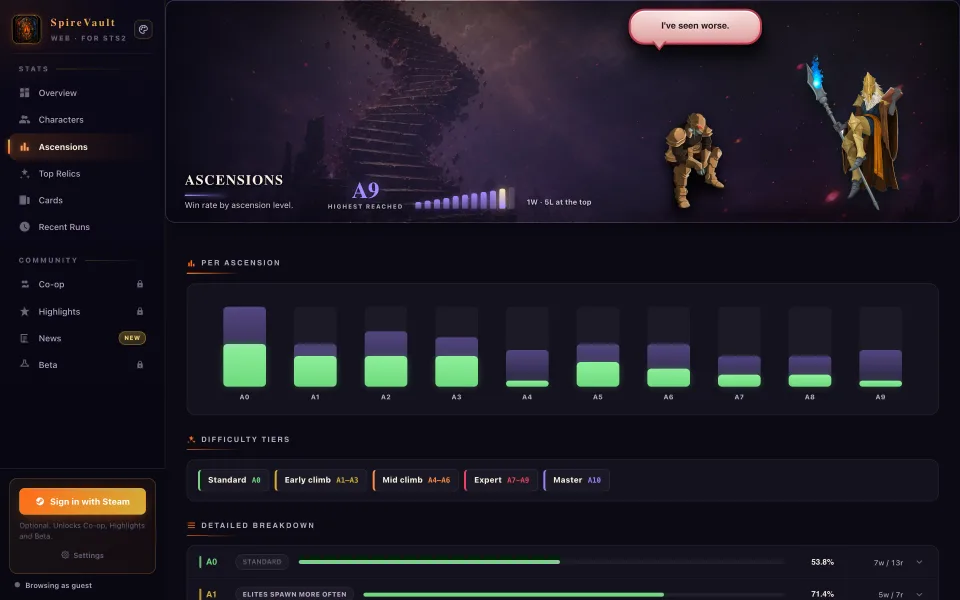 SpireVault
WEB · FOR STS2
STATS
Overview
Characters
Ascensions
Top Relics
Cards
Recent Runs
COMMUNITY
Co-op
Highlights
News NEW
Beta
Sign in with Steam
Optional. Unlocks Co-op, Highlights
and Beta.
Settings
Browsing as guest
I've seen worse.
ASCENSIONS
Win rate by ascension level.
A9
HIGHEST REACHED
1W · 5L at the top
PER ASCENSION
A0 A1 A2 A3 A4 A5 A6 A7 A8 A9
DIFFICULTY TIERS
Standard A0 Early climb A1–A3 Mid climb A4–A6 Expert A7–A9 Master A10
DETAILED BREAKDOWN
A0 STANDARD 53.8% 7w / 13r
A1 ELITES SPAWN MORE OFTEN 71.4% 5w / 7r